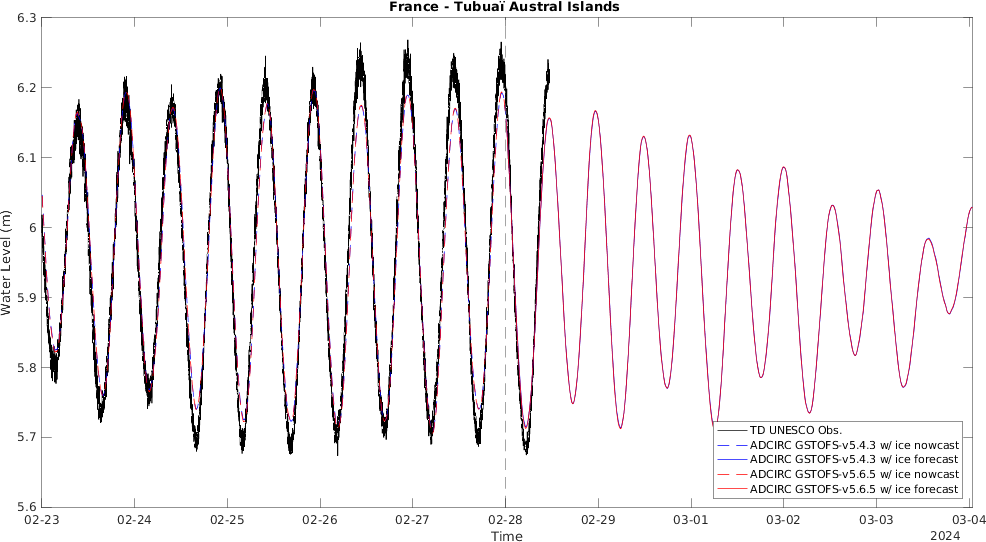 France - Tubuaï Austral Islands
6.3
6.2
6.1
6
5.9
5.8
5.7
5.6
Water Level (m)
02-23
02-24
02-25
02-26
02-27
02-28
02-29
03-01
03-02
03-03
03-04
Time
2024
TD UNESCO Obs.
ADCIRC GSTOFS-v5.4.3 w/ ice nowcast
ADCIRC GSTOFS-v5.4.3 w/ ice forecast
ADCIRC GSTOFS-v5.6.5 w/ ice nowcast
ADCIRC GSTOFS-v5.6.5 w/ ice forecast